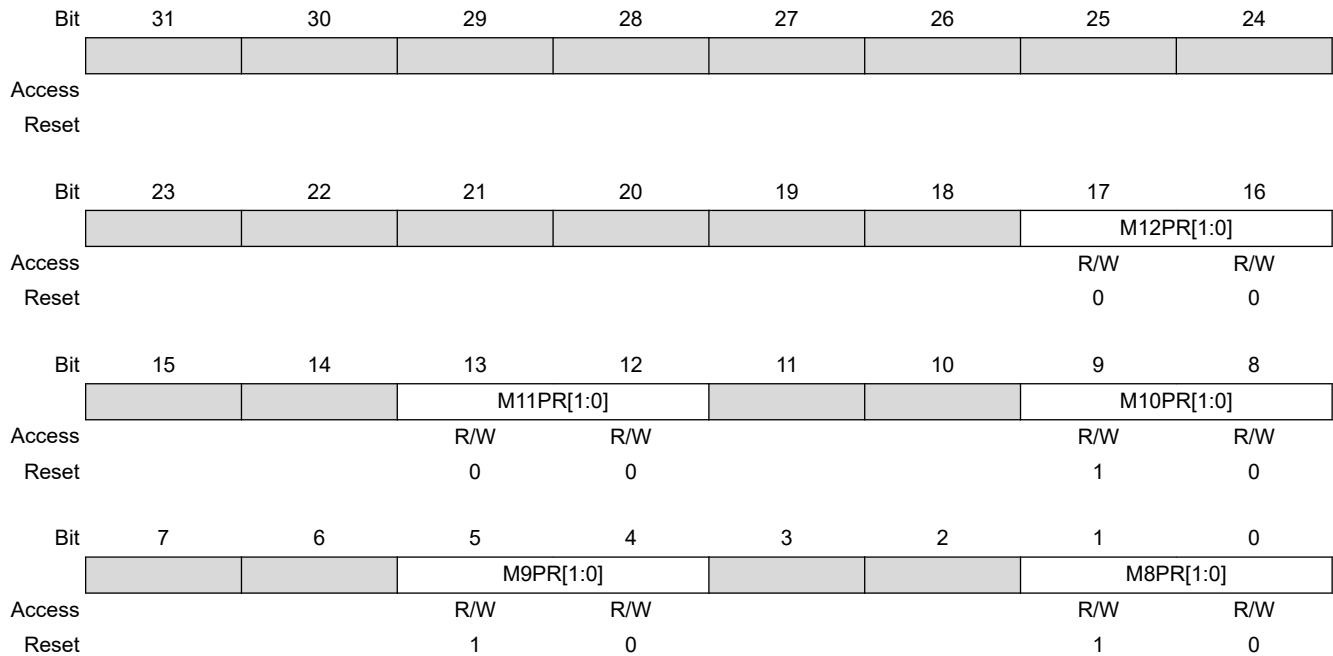 Bit 31 30 29 28 27 26 25 24
Access
Reset
Bit 23 22 21 20 19 18 17 16
M12PR[1:0]
Access R/W R/W
Reset 0 0
Bit 15 14 13 12 11 10 9 8
M11PR[1:0] M10PR[1:0]
Access R/W R/W R/W R/W
Reset 0 0 1 0
Bit 7 6 5 4 3 2 1 0
M9PR[1:0] M8PR[1:0]
Access R/W R/W R/W R/W
Reset 1 0 1 0